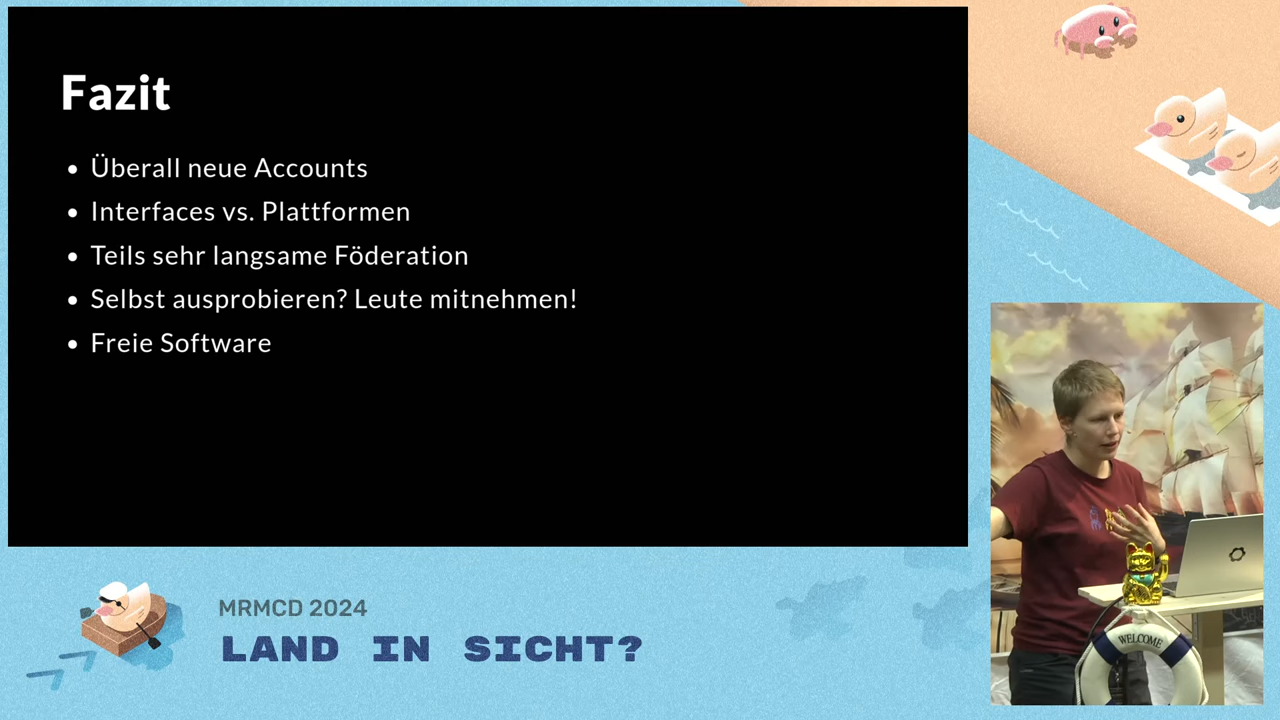 Fazit
Überall neue Accounts
Interfaces vs. Plattformen
Teils sehr langsame Föderation
Selbst ausprobieren? Leute mitnehmen!
Freie Software
MRMCD 2024
LAND IN SICHT?
WELCOME